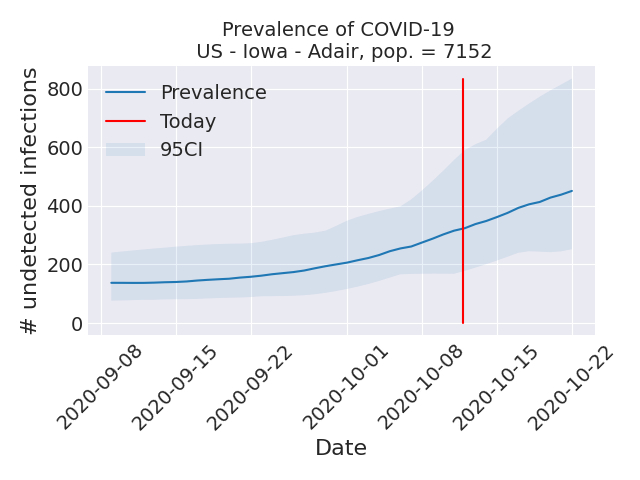 Prevalence of COVID-19
US - Iowa - Adair, pop. = 7152
# undetected infections
800
600
400
200
0
Prevalence
Today
95CI
2020-09-08
2020-09-15
2020-09-22
2020-10-01
2020-10-08
2020-10-15
2020-10-22
Date